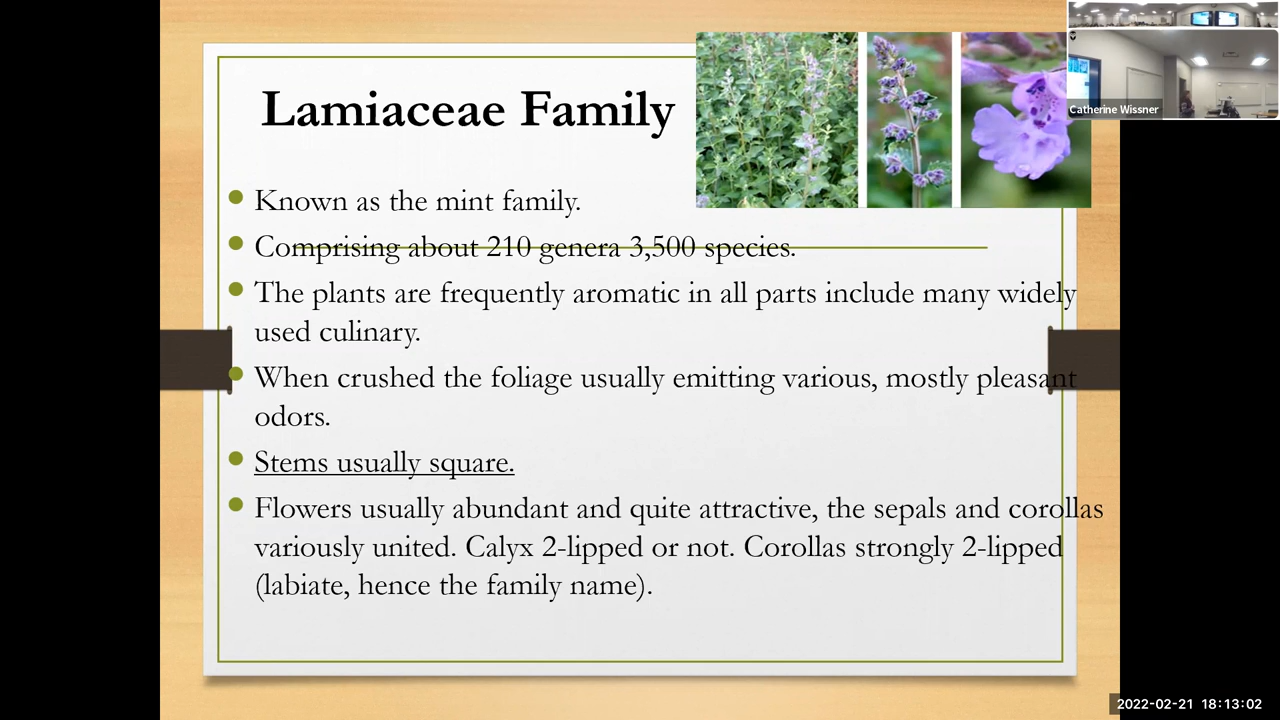 Lamiaceae Family
Catherine Wissner
Known as the mint family.
Comprising about 210 genera 3,500 species.
The plants are frequently aromatic in all parts include many widely
used culinary.
When crushed the foliage usually emitting various, mostly pleasant
odors.
Stems usually square.
Flowers usually abundant and quite attractive, the sepals and corollas
variously united. Calyx 2-lipped or not. Corollas strongly 2-lipped
(labiate, hence the family name).
2022-02-21 18:13:02